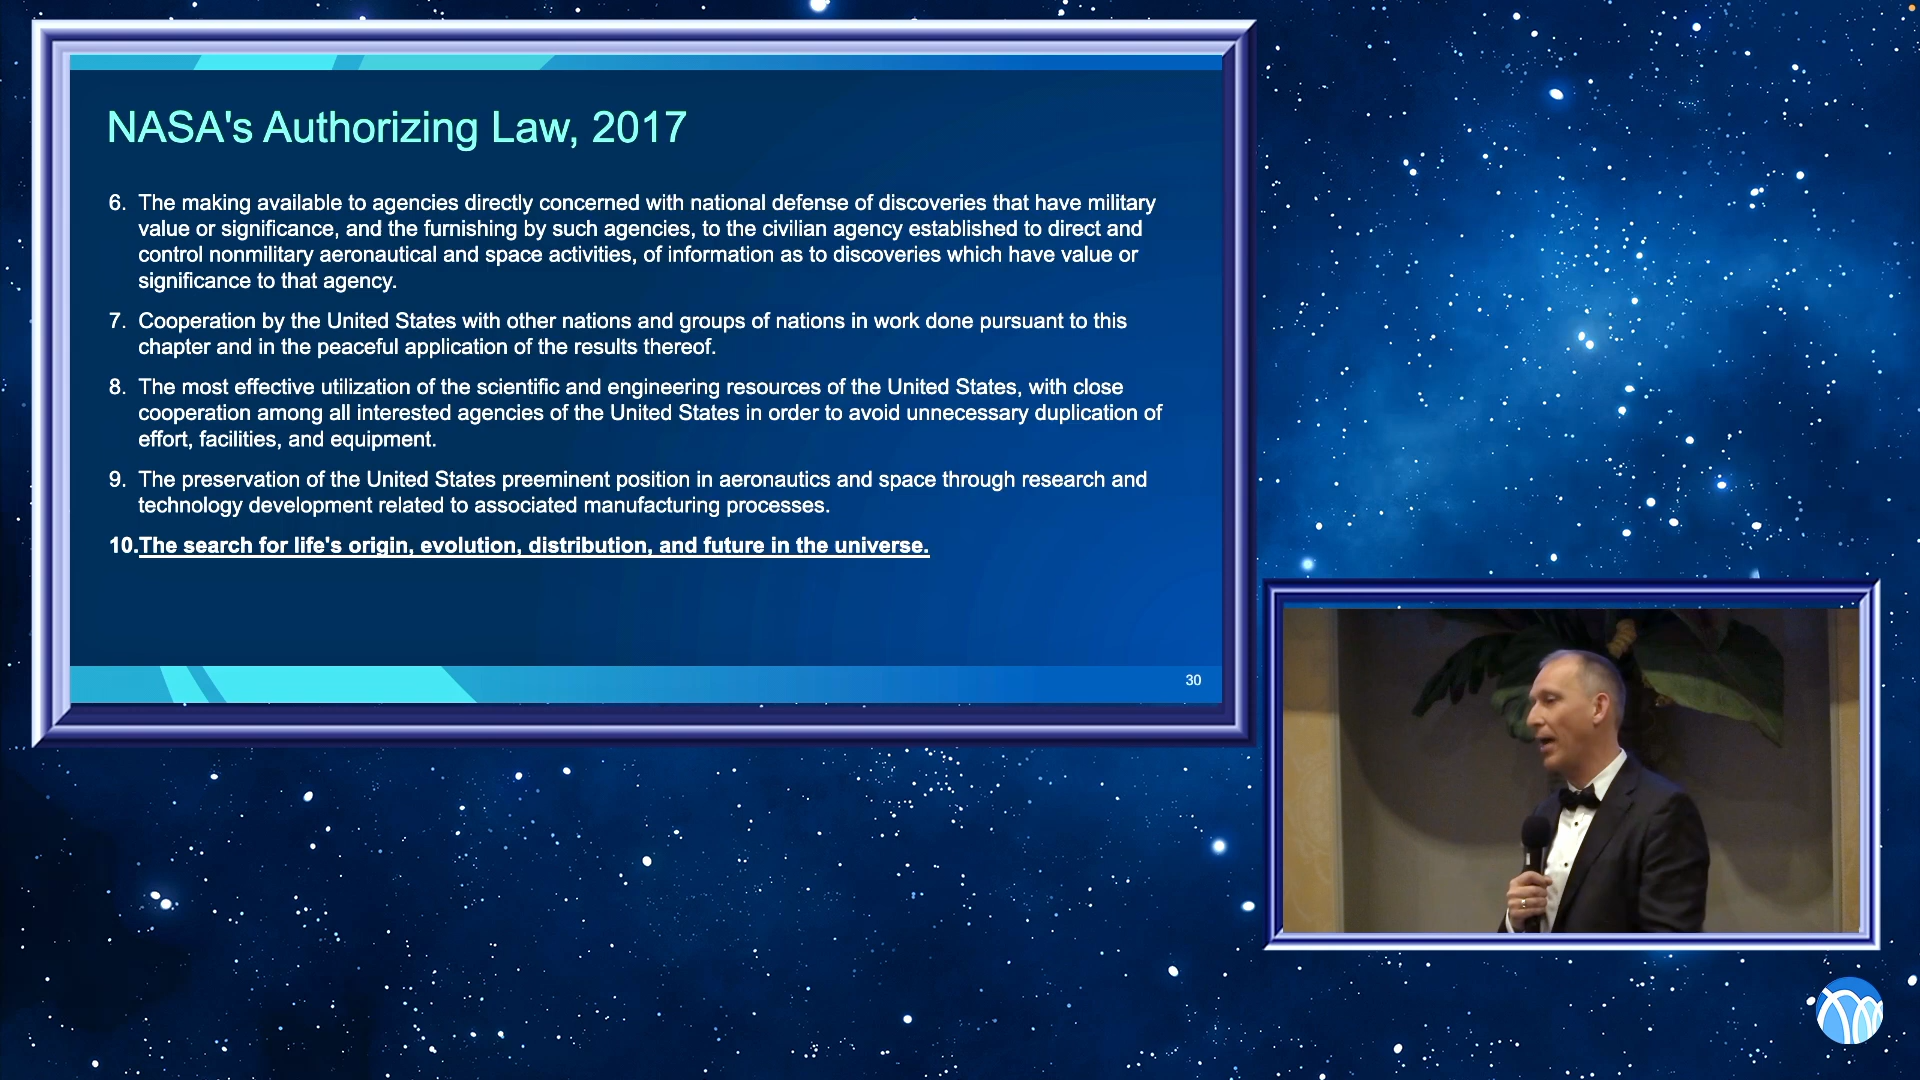 NASA's Authorizing Law, 2017
6. The making available to agencies directly concerned with national defense of discoveries that have military
value or significance, and the furnishing by such agencies, to the civilian agency established to direct and
control nonmilitary aeronautical and space activities, of information as to discoveries which have value or
significance to that agency.
7. Cooperation by the United States with other nations and groups of nations in work done pursuant to this
chapter and in the peaceful application of the results thereof.
8. The most effective utilization of the scientific and engineering resources of the United States, with close
cooperation among all interested agencies of the United States in order to avoid unnecessary duplication of
effort, facilities, and equipment.
9. The preservation of the United States preeminent position in aeronautics and space through research and
technology development related to associated manufacturing processes.
10.The search for life's origin, evolution, distribution, and future in the universe.
30